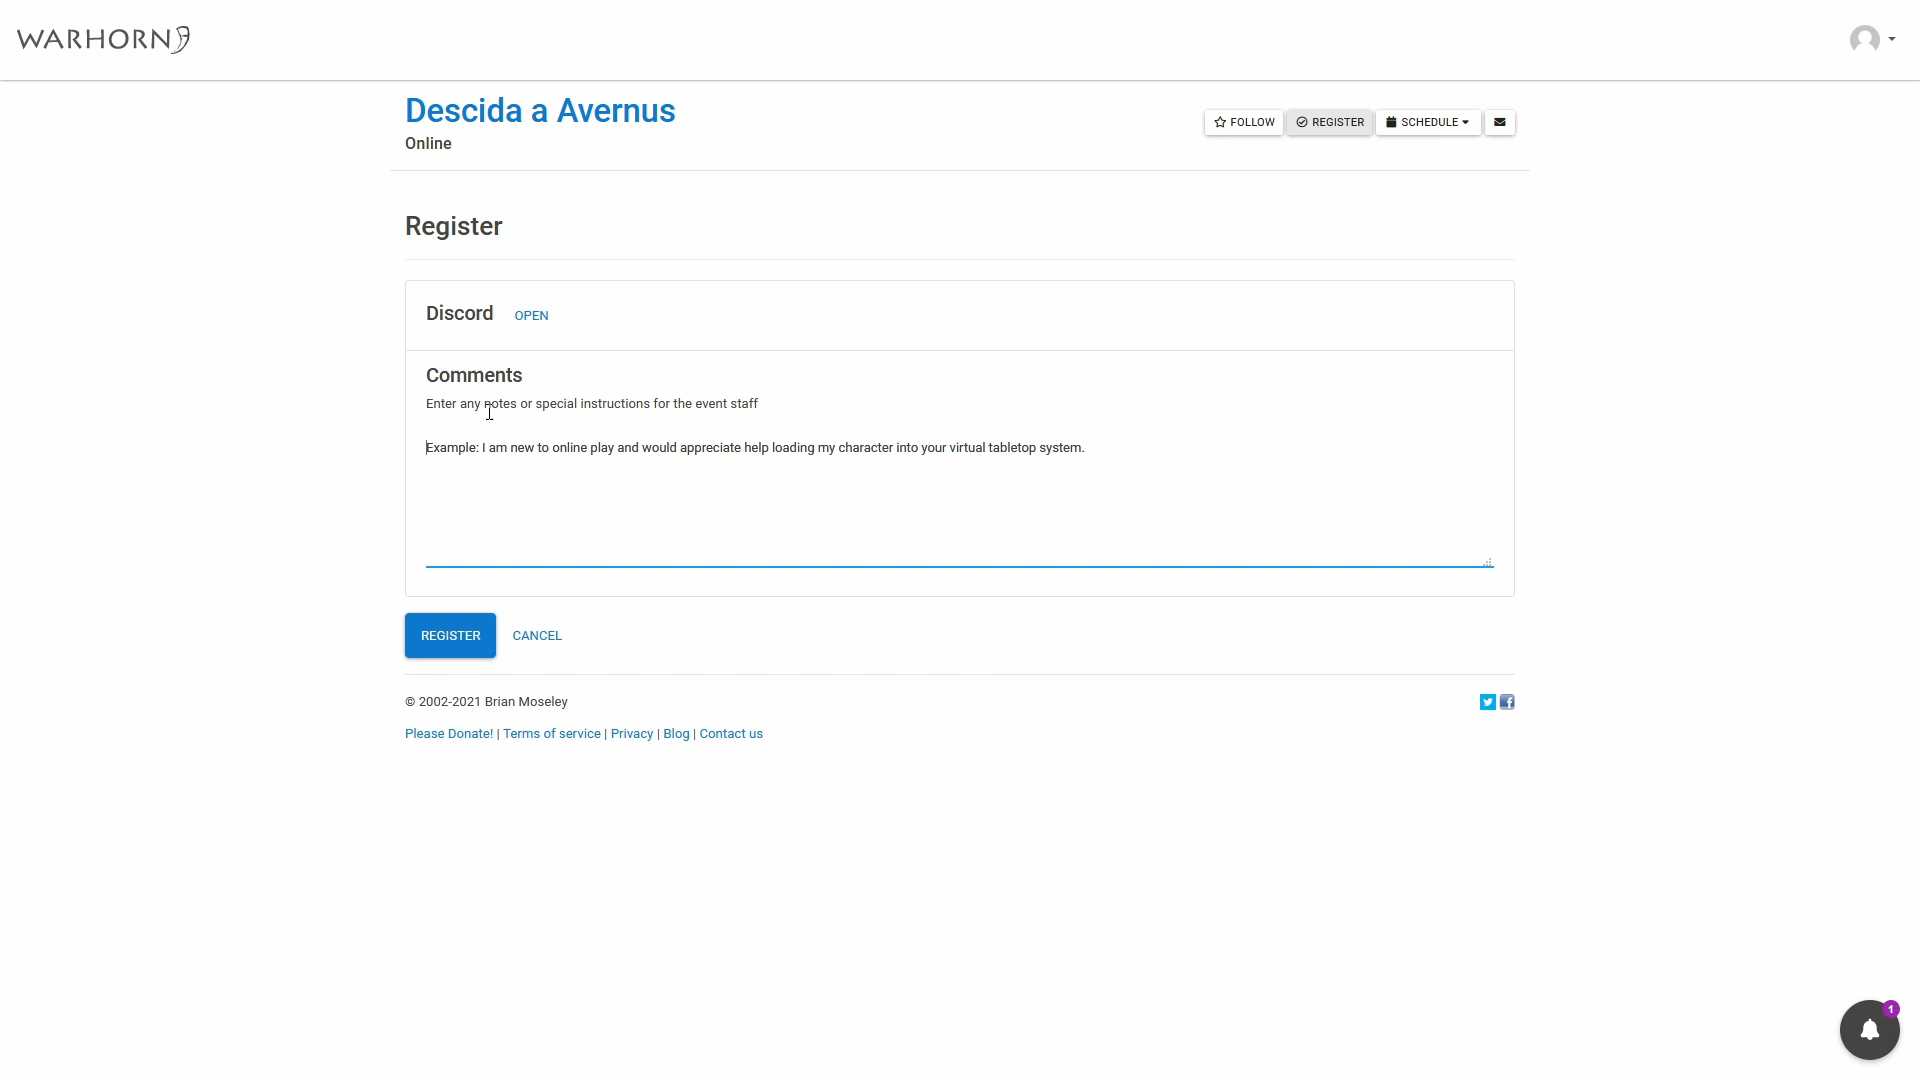 WARHORN
Descida a Avernus
Online
FOLLOW
REGISTER
SCHEDULE
Register
Discord OPEN
Comments
Enter any notes or special instructions for the event staff
Example: I am new to online play and would appreciate help loading my character into your virtual tabletop system.
REGISTER CANCEL
© 2002-2021 Brian Moseley
Please Donate! | Terms of service | Privacy | Blog | Contact us
1